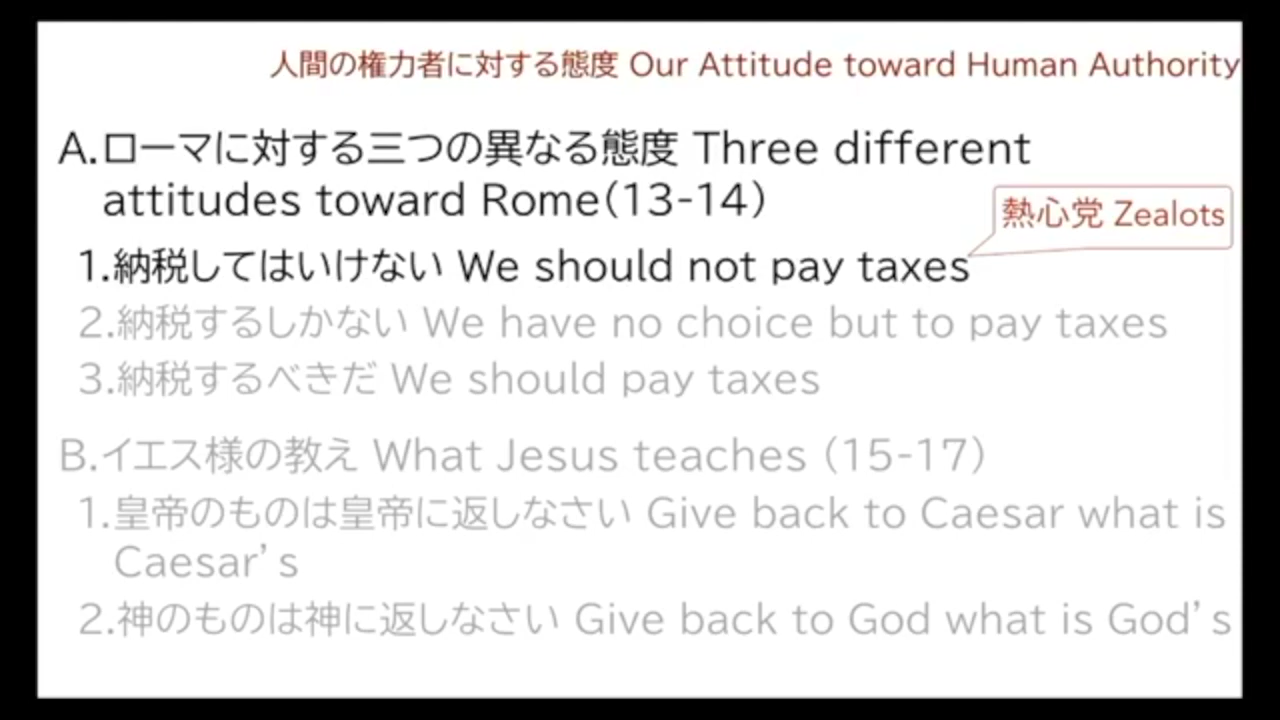 人間の権力者に対する態度 Our Attitude toward Human Authority
A.ローマに対する三つの異なる態度 Three different
attitudes toward Rome(13-14)
熱心党 Zealots
1.納税してはいけない We should not pay taxes
2.納税するしかない We have no choice but to pay taxes
3.納税するべきだ We should pay taxes
B.イエス様の教え What Jesus teaches (15-17)
1.皇帝のものは皇帝に返しなさい Give back to Caesar what is
Caesar’s
2.神のものは神に返しなさい Give back to God what is God’s